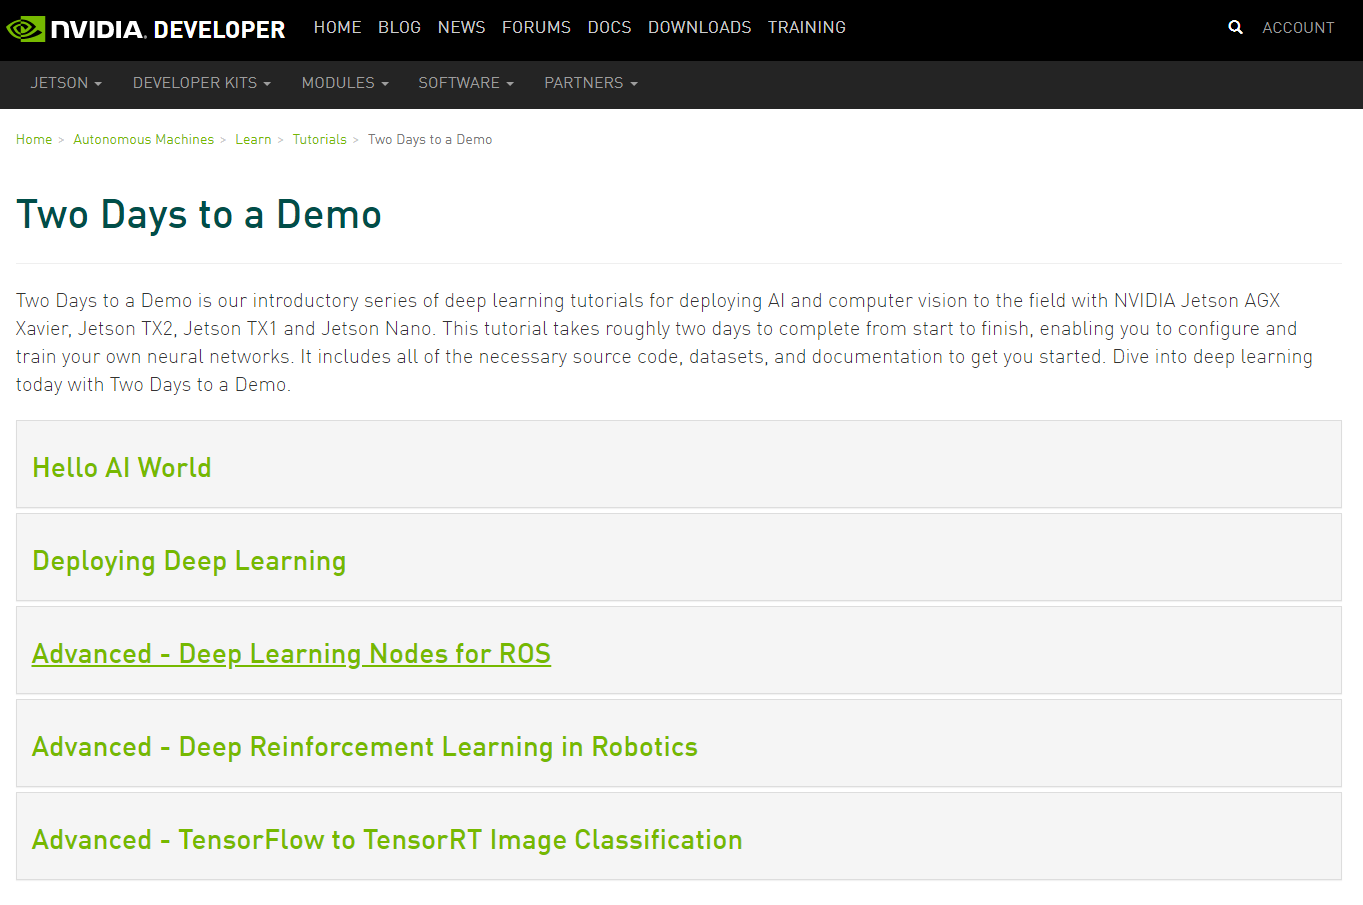 NVIDIA. DEVELOPER HOME BLOG NEWS FORUMS DOCS DOWNLOADS TRAINING ACCOUNT
JETSON DEVELOPER KITS MODULES SOFTWARE PARTNERS
Home > Autonomous Machines > Learn > Tutorials > Two Days to a Demo
Two Days to a Demo
Two Days to a Demo is our introductory series of deep learning tutorials for deploying AI and computer vision to the field with NVIDIA Jetson AGX
Xavier, Jetson TX2, Jetson TX1 and Jetson Nano. This tutorial takes roughly two days to complete from start to finish, enabling you to configure and
train your own neural networks. It includes all of the necessary source code, datasets, and documentation to get you started. Dive into deep learning
today with Two Days to a Demo.
Hello AI World
Deploying Deep Learning
Advanced - Deep Learning Nodes for ROS
Advanced - Deep Reinforcement Learning in Robotics
Advanced - TensorFlow to TensorRT Image Classification